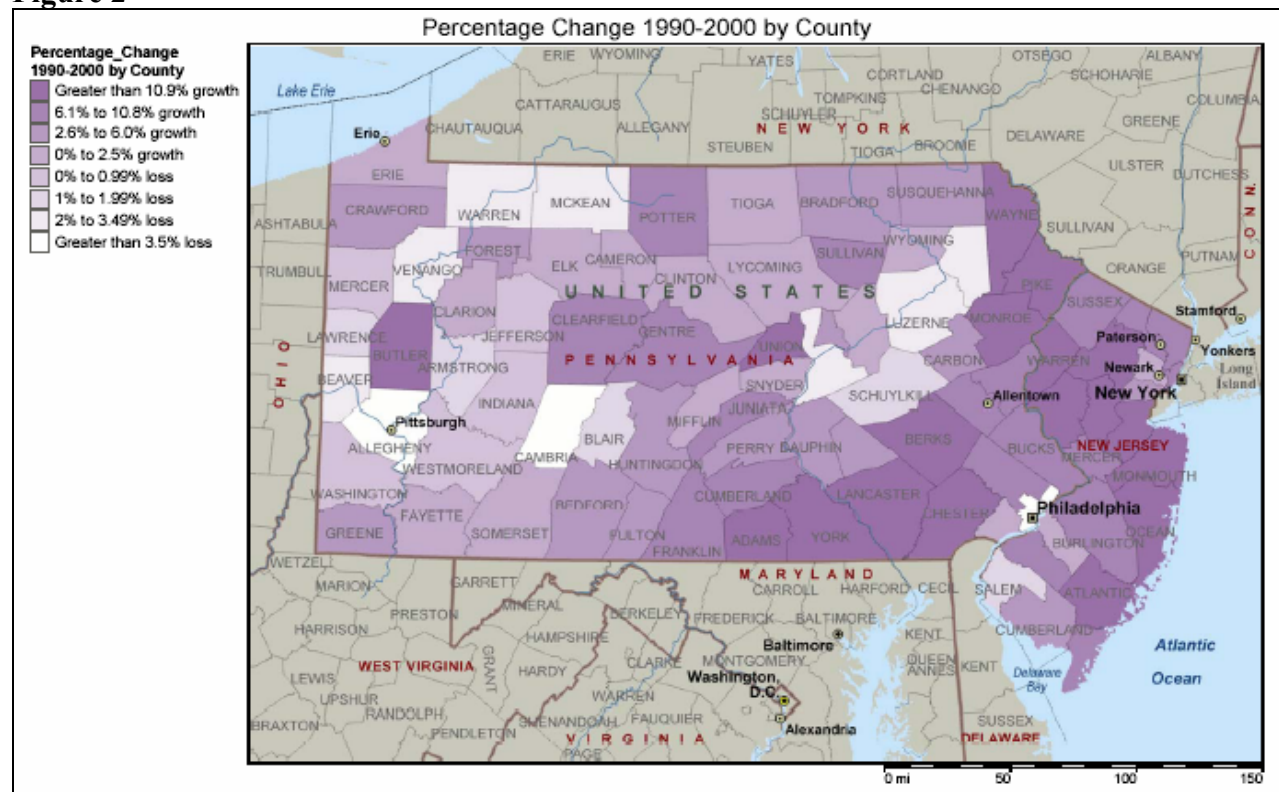 Figure 2
Percentage Change 1990-2000 by County
Percentage_Change
1990-2000 by County
Greater than 10.9% growth
6.1% to 10.8% growth
2.6% to 6.0% growth
0% to 2.5% growth
0% to 0.99% loss
1% to 1.99% loss
2% to 3.49% loss
Greater than 3.5% loss
Lake Erie
ERIE
WYOMING
YATES
OTSEGO
ALBANY
SCHOHARIE
CORTLAND
CHENANGO
TOMPKINS
SCHUYLER
COLUMBIA
CATTARAUGUS
CHAUTAUQUA
ALLEGANY
STEUBEN
NEW YORK
TIOGA
BROOME
DELAWARE
GREENE
ULSTER
DUTCHESS
CONN.
Erie
ERIE
CRAWFORD
WARREN
MCKEAN
POTTER
TIOGA
BRADFORD
SUSQUEHANNA
WAYNE
SULLIVAN
ASHTABULA
FOREST
SULLIVAN
WYOMING
PUTNAM
TRUMBULL
VENANGO
ELK
CAMERON
CLINTON
LYCOMING
ORANGE
MERCER
UNITED STATES
PIKE
SUSSEX
CLARION
LUZERNE
MONROE
Stamford
LAWRENCE
JEFFERSON
CLEARFIELD
CENTRE
UNION
Paterson
Yonkers
OHIO
BUTLER
ARMSTRONG
PENNSYLVANIA
CARBON
WARREN
Newark
Long
Island
BEAVER
SNYDER
SCHUYLKILL
Allentown
New York
INDIANA
JUNIATA
MIFFLIN
Pittsburgh
ALLEGHENY
BLAIR
CAMBRIA
PERRY
DAUPHIN
BERKS
BUCKS
NEW JERSEY
MERCER
WESTMORELAND
HUNTINGDON
MONMOUTH
WASHINGTON
CUMBERLAND
LANCASTER
FAYETTE
BEDFORD
CHESTER
Philadelphia
GREENE
SOMERSET
FULTON
FRANKLIN
ADAMS
YORK
OCEAN
BURLINGTON
WETZEL
MARION
GARRETT
MARYLAND
CARROLL
HARFORD
CECIL
SALEM
ATLANTIC
PRESTON
MINERAL
BERKELEY
FREDERICK
BALTIMORE
HARRISON
HAMPSHIRE
KENT
CUMBERLAND
Baltimore
Atlantic
Ocean
WEST VIRGINIA
GRANT
HARDY
CLARKE
MONTGOMERY
QUEEN
ANNES
KENT
Delaware
Bay
LEWIS
Washington,
D.C.
UPSHUR
WARREN
RANDOLPH
BRAXTON
PENDLETON
SHENANDOAH
FAUQUIER
Alexandria
SUSSEX
DELAWARE
VIRGINIA
PAGE
0 mi
50
100
150